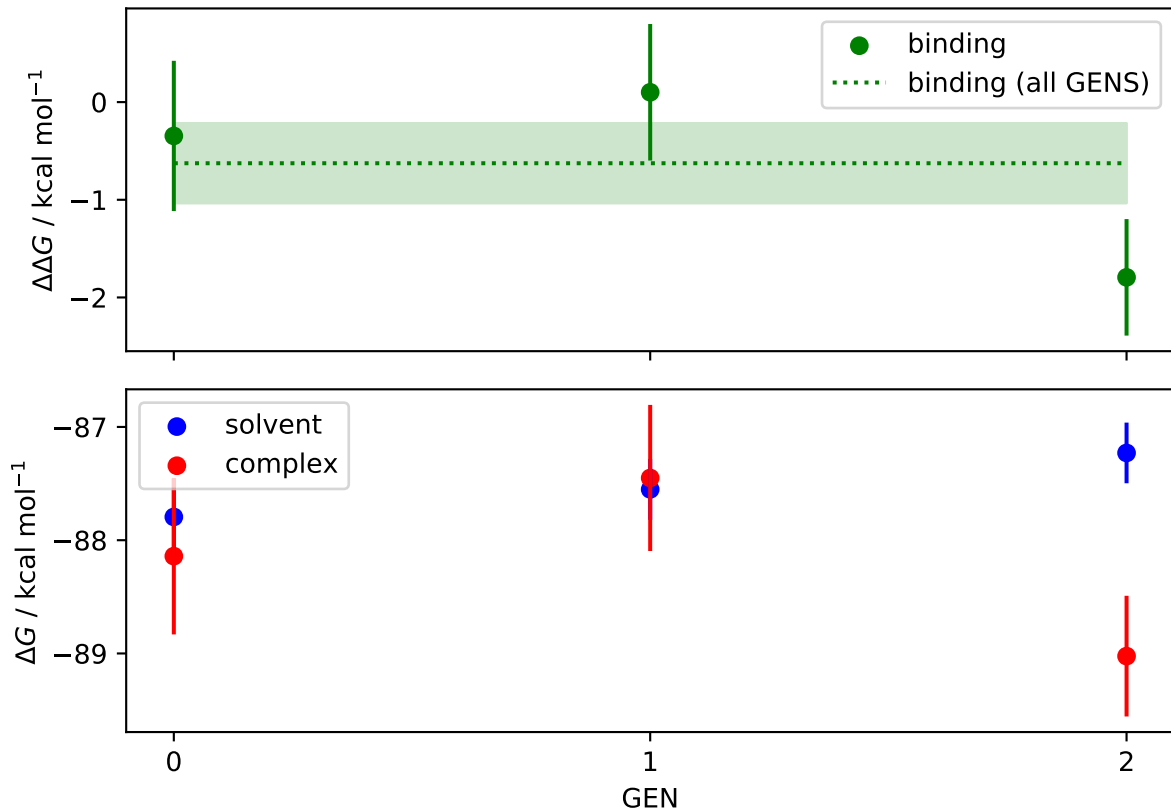 binding
binding (all GENS)
0
−1
−2
ΔΔG / kcal mol⁻¹
solvent
complex
−87
−88
−89
ΔG / kcal mol⁻¹
0 1 2
GEN